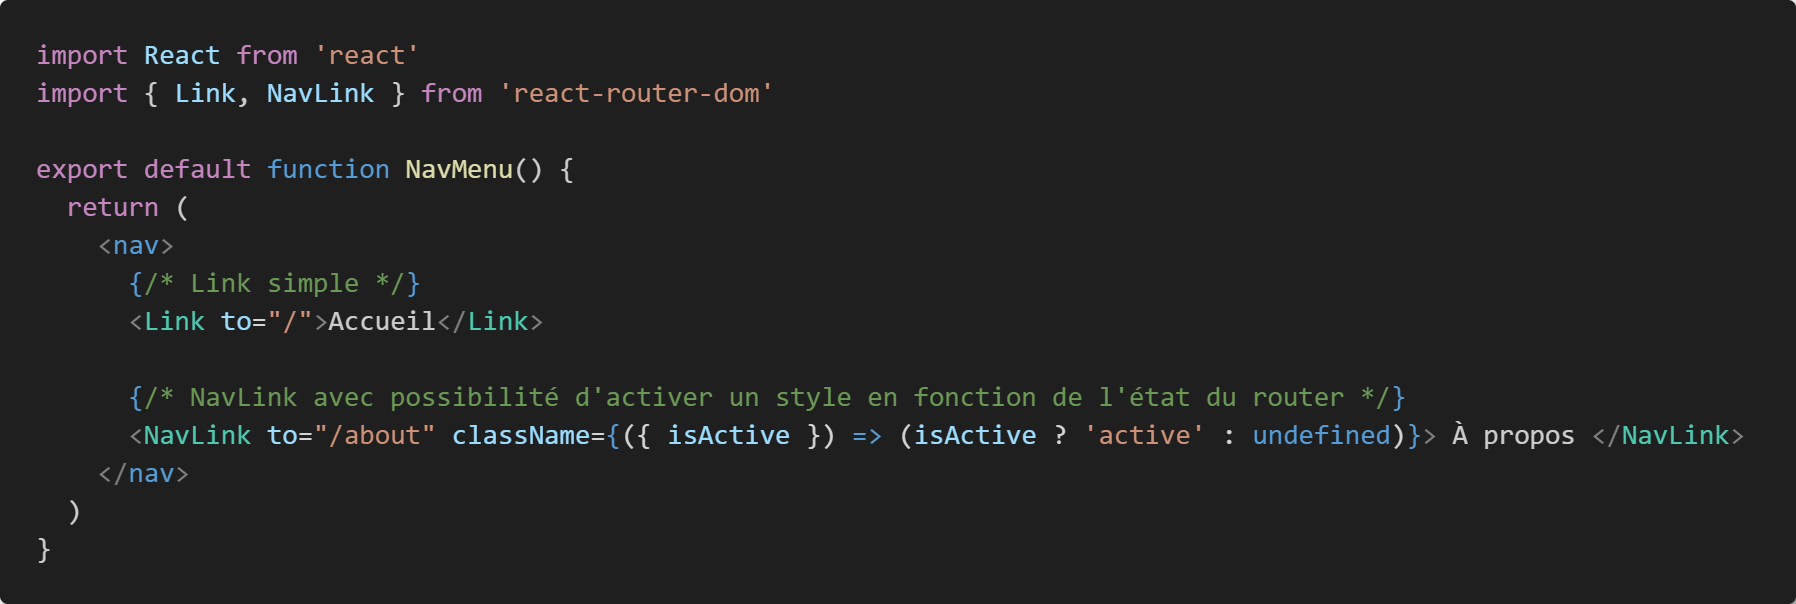 import React from 'react'
import { Link, NavLink } from 'react-router-dom'

export default function NavMenu() {
  return (
    <nav>
      {/* Link simple */}
      <Link to="/">Accueil</Link>

      {/* NavLink avec possibilité d'activer un style en fonction de l'état du router */}
      <NavLink to="/about" className={({ isActive }) => (isActive ? 'active' : undefined)}> À propos </NavLink>
    </nav>
  )
}